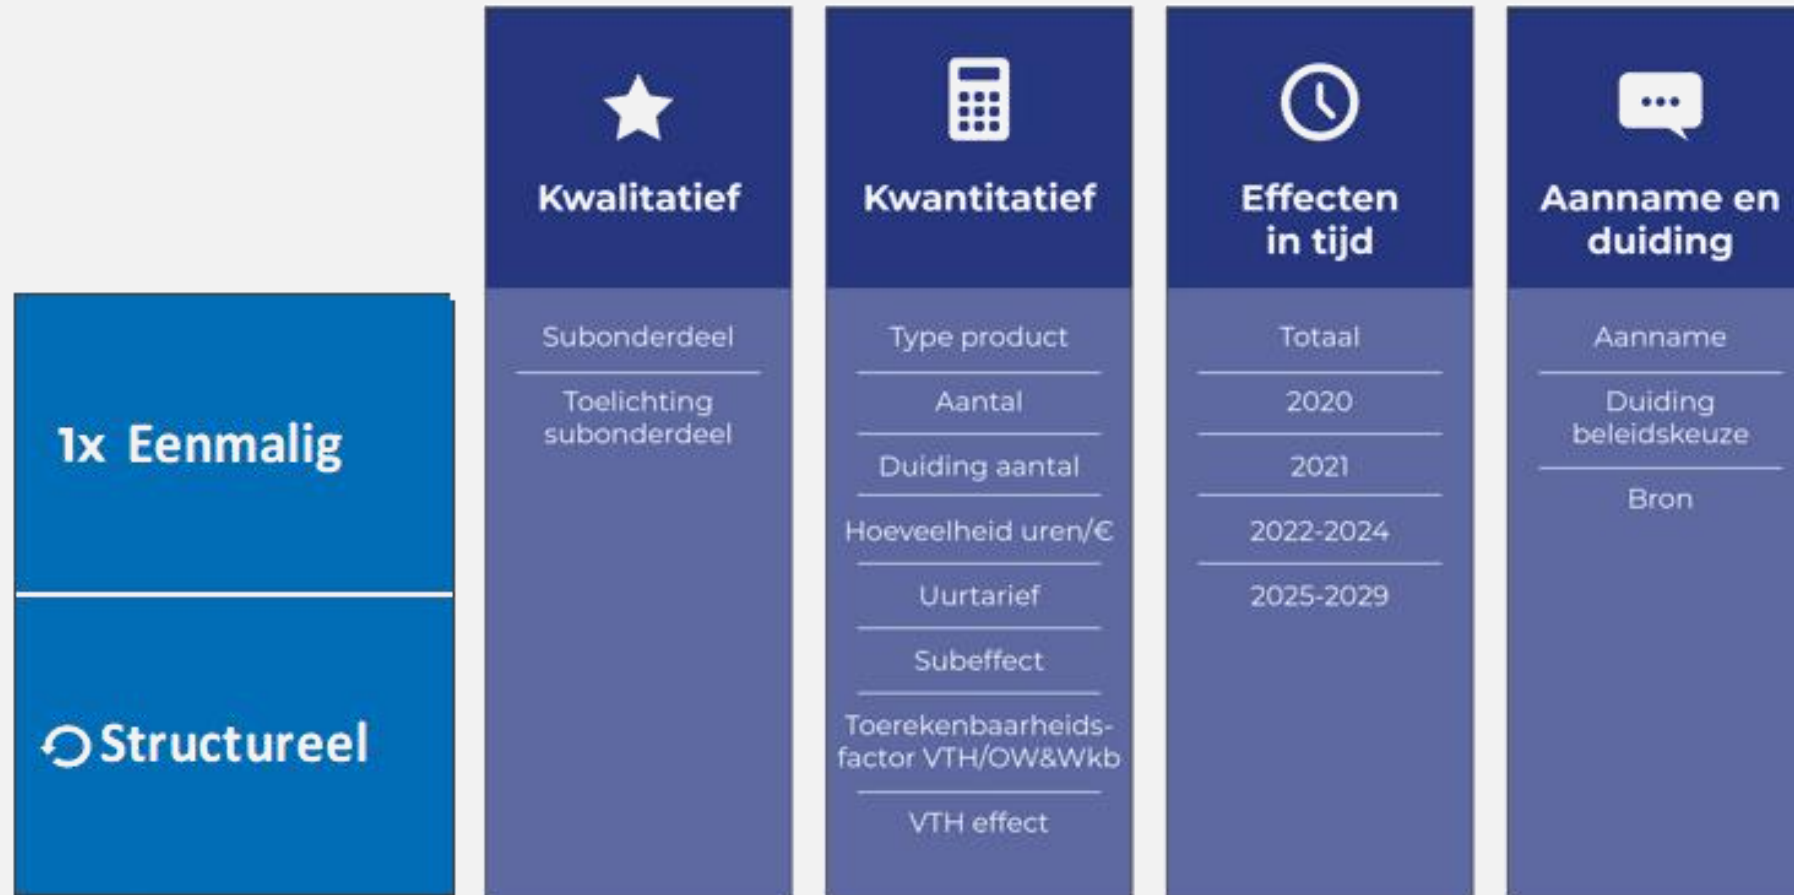 1x Eenmalig
Structureel
Kwalitatief
Subonderdeel
Toelichting
subonderdeel
Kwantitatief
Type product
Aantal
Duiding aantal
Hoeveelheid uren/€
Uurtarief
Subeffect
Toerekenbaarheids-
factor VTH/OW&Wkb
VTH effect
Effecten
in tijd
Totaal
2020
2021
2022-2024
2025-2029
Aanname en
duiding
Aanname
Duiding
beleidskeuze
Bron